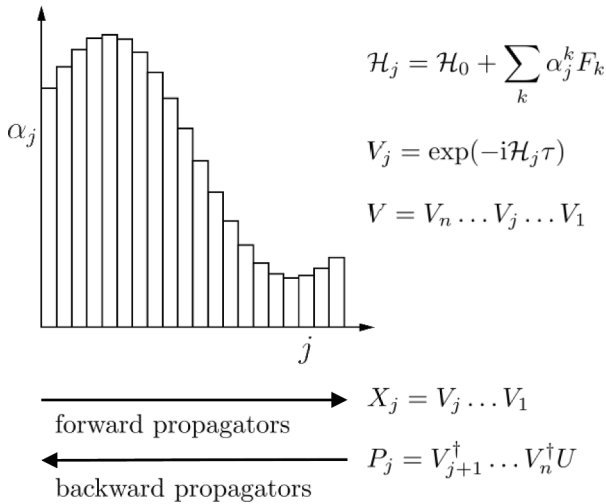 α_j
j
ℋ_j = ℋ_0 + ∑_k α_j^k F_k
V_j = exp(−iℋ_jτ)
V = V_n … V_j … V_1
forward propagators
X_j = V_j … V_1
backward propagators
P_j = V_{j+1}^† … V_n^† U